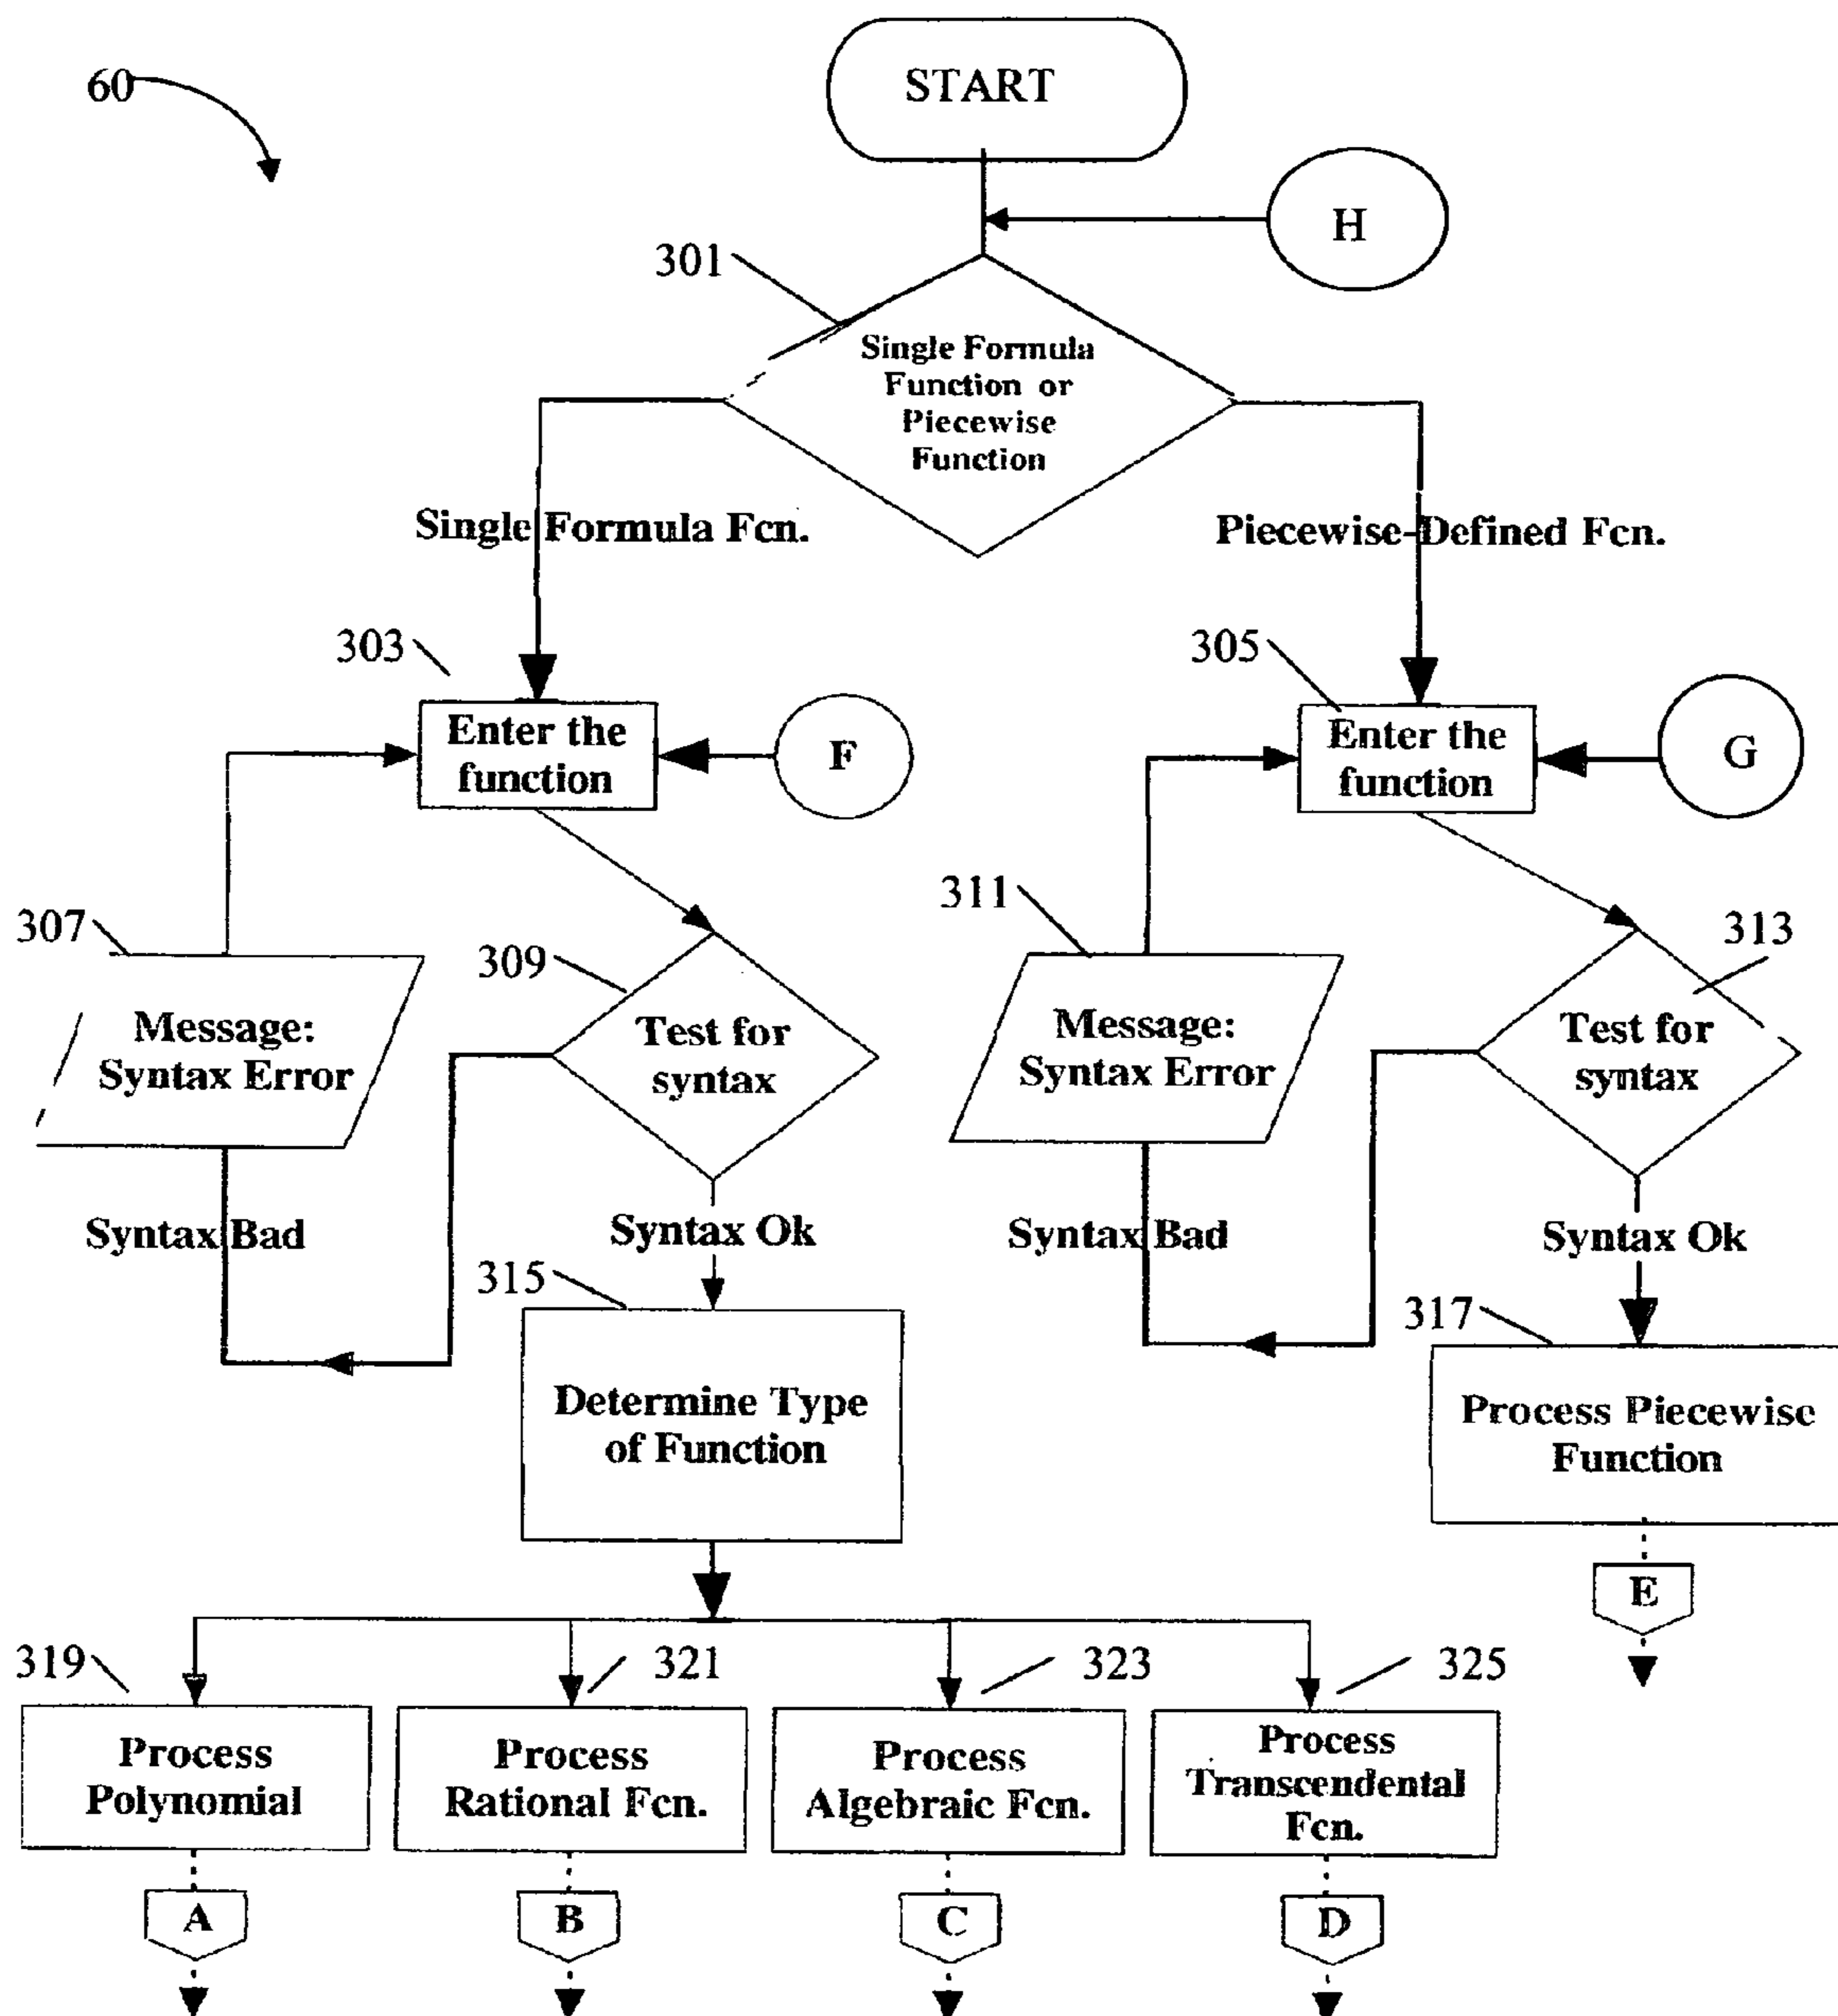 60
START
H
301
Single Formula
Function or
Piecewise
Function
Single Formula Fcn.
Piecewise-Defined Fcn.
303
305
Enter the
function
F
Enter the
function
G
307
309
311
313
Message:
Syntax Error
Test for
syntax
Message:
Syntax Error
Test for
syntax
Syntax Bad
Syntax Ok
Syntax Bad
Syntax Ok
315
317
Determine Type
of Function
Process Piecewise
Function
E
319
321
323
325
Process
Polynomial
Process
Rational Fcn.
Process
Algebraic Fcn.
Process
Transcendental
Fcn.
A
B
C
D